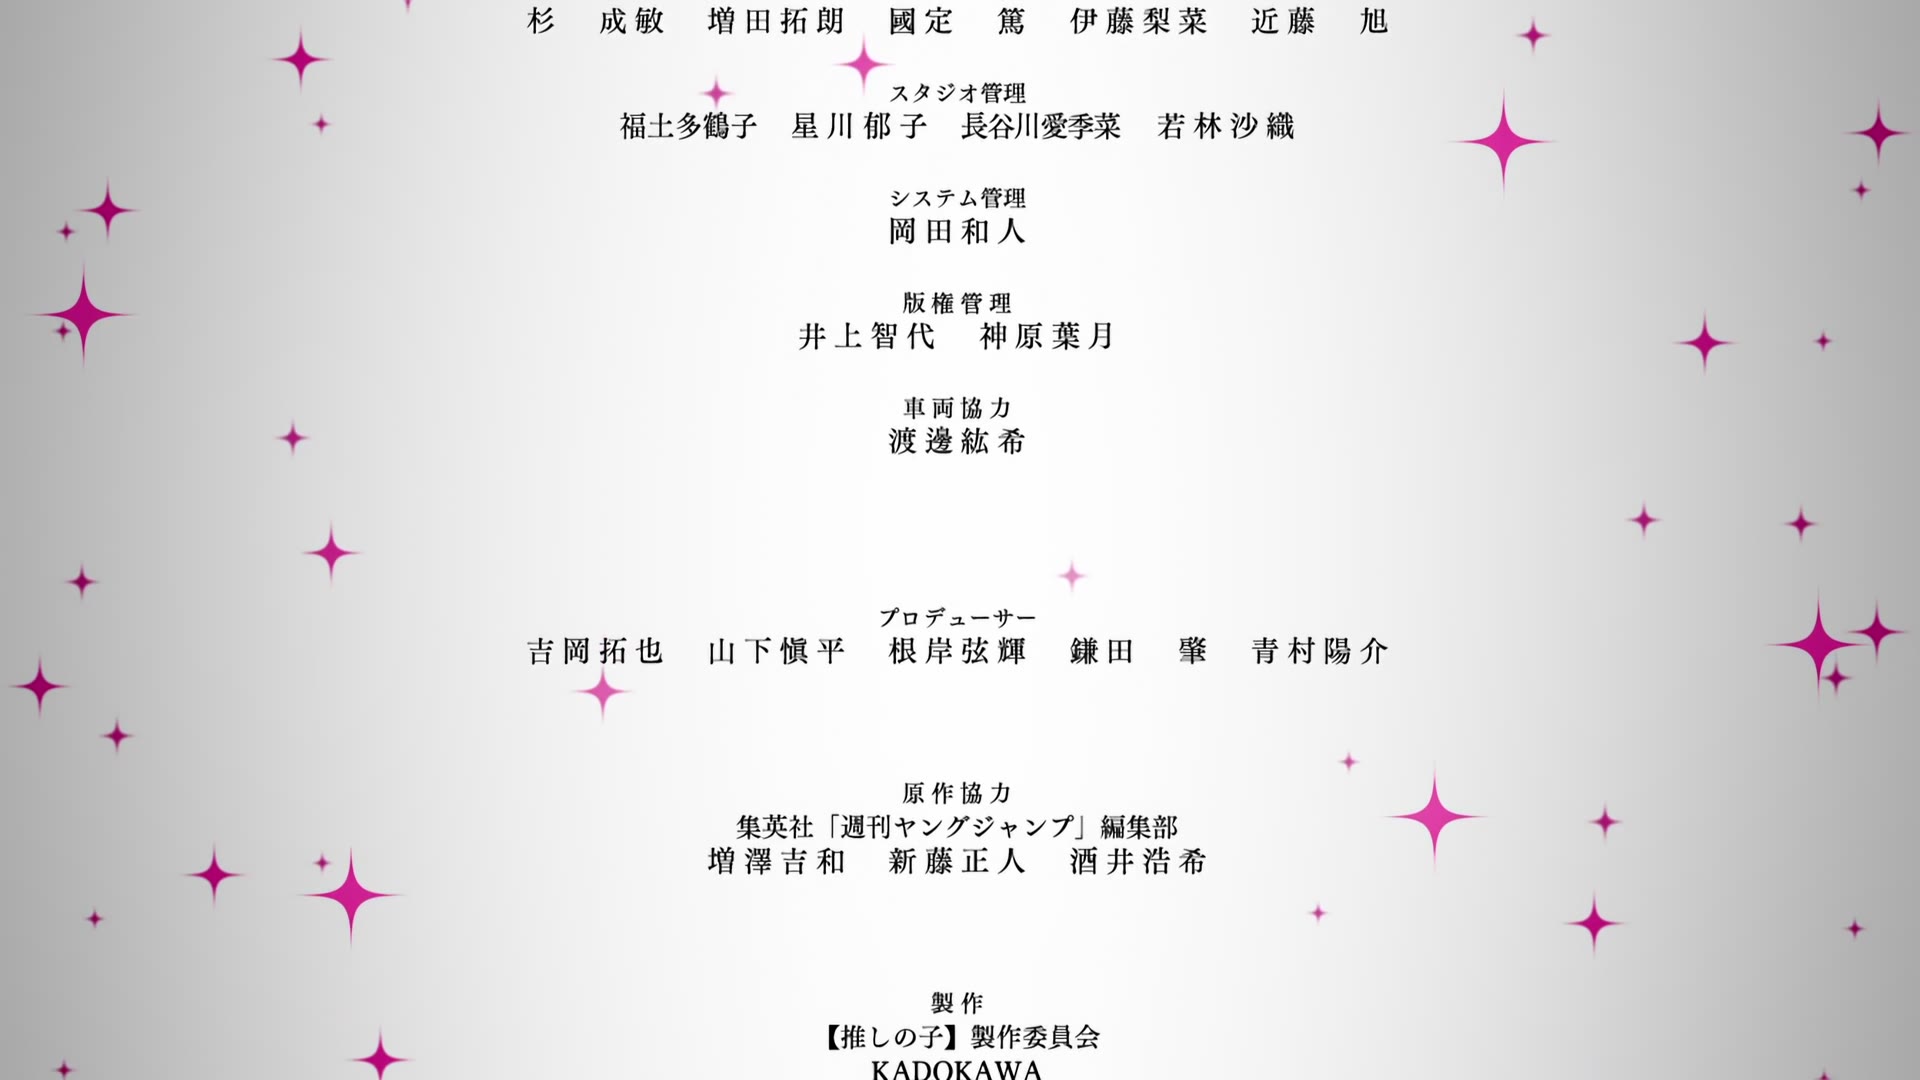 杉　成敏　増田拓朗　國定　篤　伊藤梨菜　近藤　旭
スタジオ管理
福土多鶴子　星川郁子　長谷川愛季菜　若林沙織
システム管理
岡田和人
版権管理
井上智代　神原葉月
車両協力
渡邊紘希
プロデューサー
吉岡拓也　山下愼平　根岸弦輝　鎌田　肇　青村陽介
原作協力
集英社「週刊ヤングジャンプ」編集部
増澤吉和　新藤正人　酒井浩希
製作
【推しの子】製作委員会
KADOKAWA